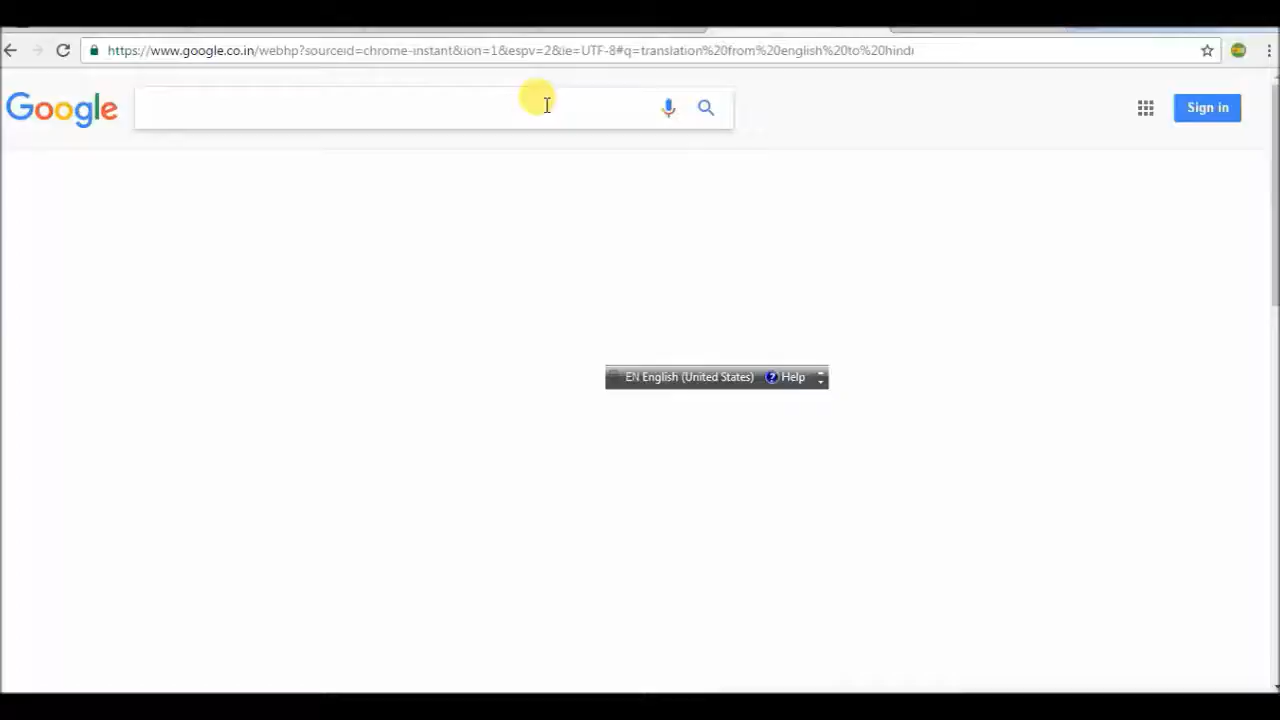 https://www.google.co.in/webhp?sourceid=chrome-instant&ion=1&espv=2&ie=UTF-8#q=translation%20from%20english%20to%20hindi
Google
Sign in
EN English (United States) ? Help